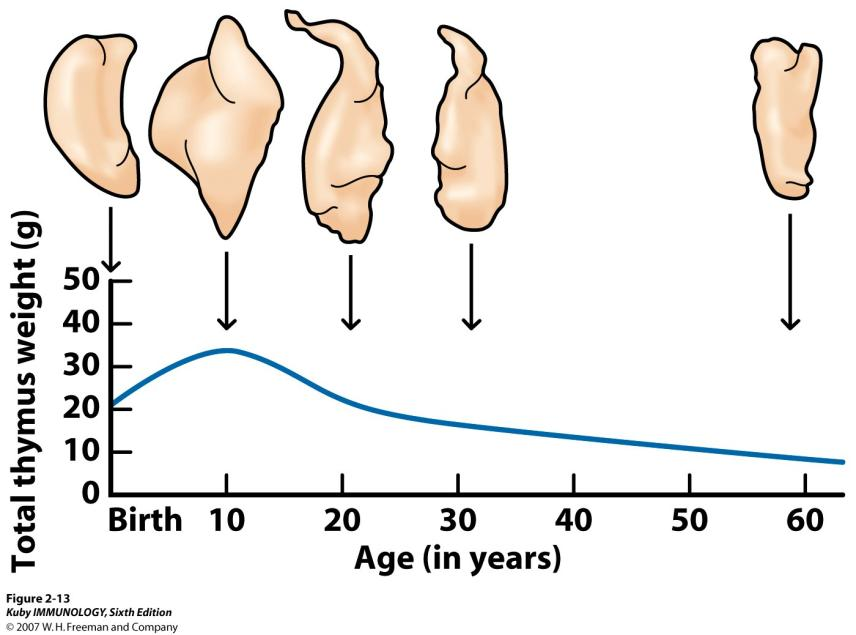 Total thymus weight (g)
50
40
30
20
10
0
Birth 10 20 30 40 50 60
Age (in years)
Figure 2-13
Kuby IMMUNOLOGY, Sixth Edition
© 2007 W. H. Freeman and Company